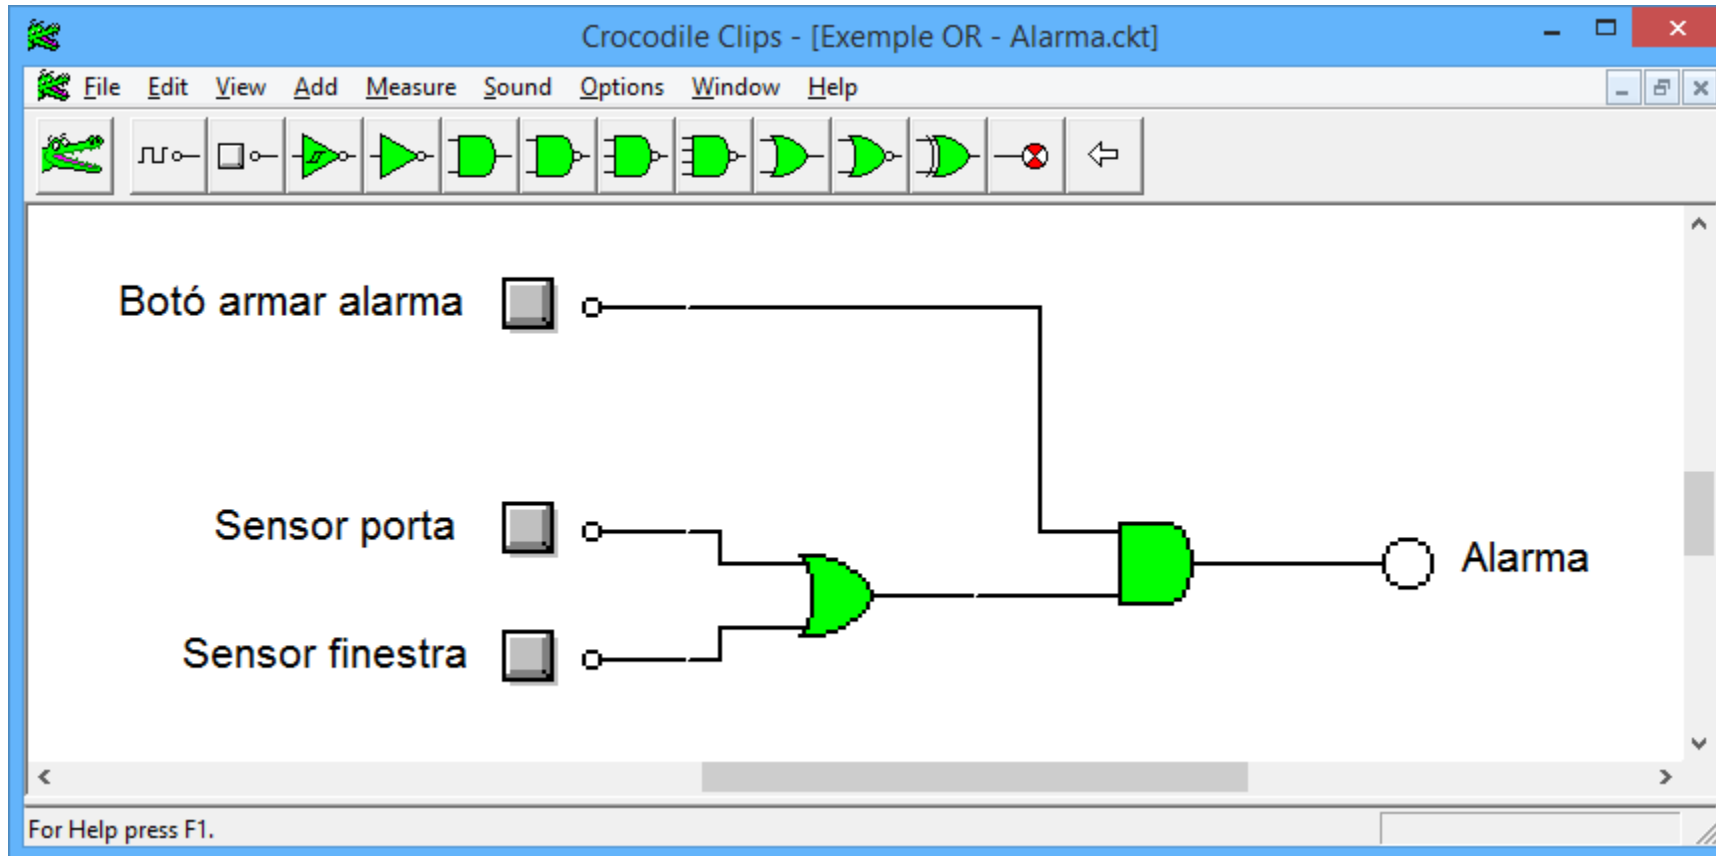 Crocodile Clips - [Exemple OR - Alarma.ckt]
File Edit View Add Measure Sound Options Window Help
Botó armar alarma
Sensor porta
Alarma
Sensor finestra
For Help press F1.